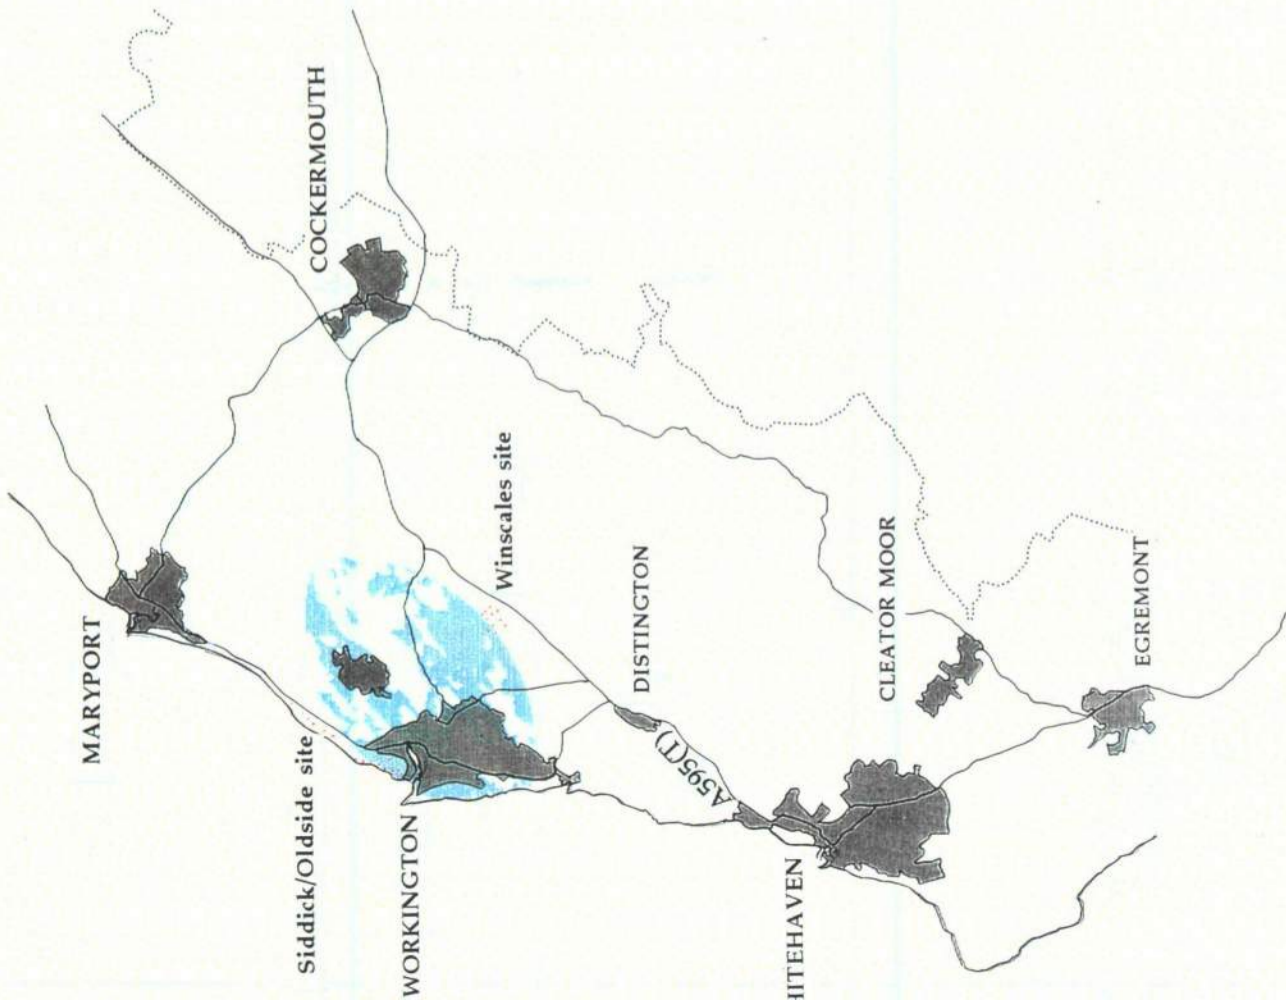 COCKERMOUTH
MARYPORT
Winscales site
Siddick/Oldside site
DISTINGTON
WORKINGTON
CLEATOR MOOR
A595(T)
EGREMONT
HITEHAVEN